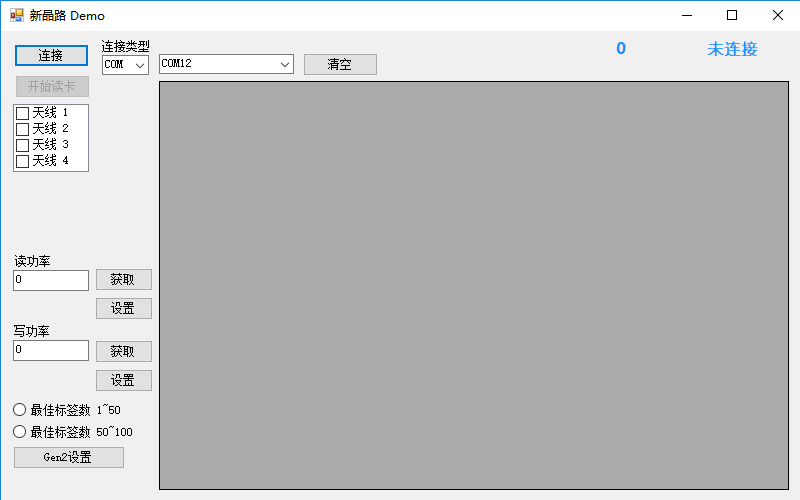 新晶路 Demo
连接
连接类型
COM
COM12
清空
0
未连接
开始读卡
天线 1
天线 2
天线 3
天线 4
读功率
0
获取
设置
写功率
0
获取
设置
最佳标签数 1~50
最佳标签数 50~100
Gen2设置